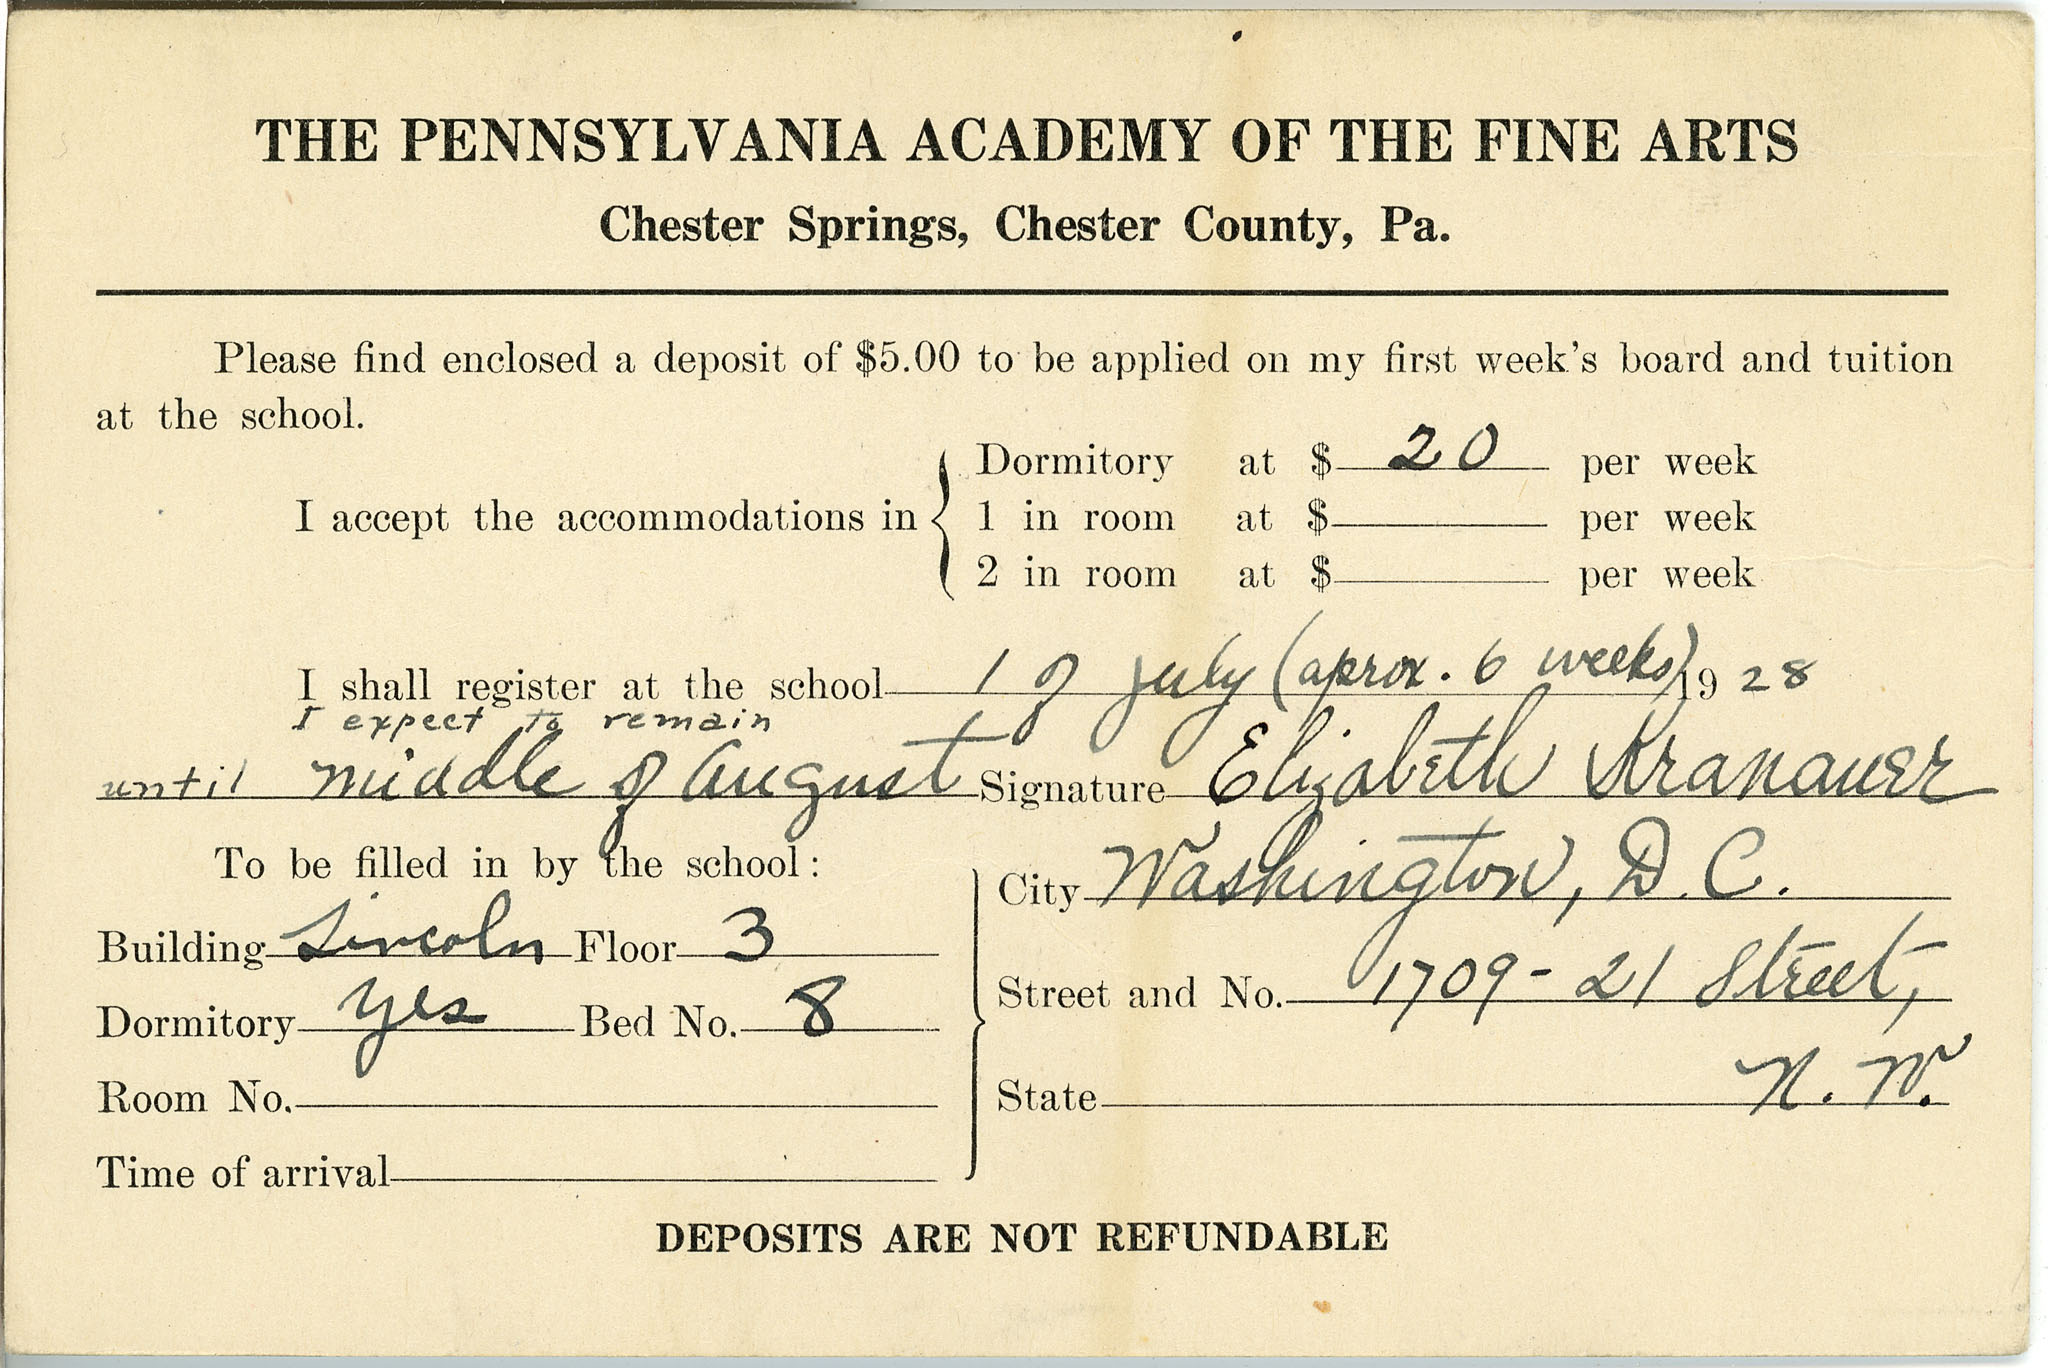 THE PENNSYLVANIA ACADEMY OF THE FINE ARTS
Chester Springs, Chester County, Pa.
Please find enclosed a deposit of $5.00 to be applied on my first week's board and tuition
at the school.
I accept the accommodations in
Dormitory at $ 20 per week
1 in room at $ per week
2 in room at $ per week
I shall register at the school 1 of July (aprox. 6 weeks) 1928
I expect to remain
until middle of August Signature Elizabeth Kranauer
To be filled in by the school:
Building Lincoln Floor 3
Dormitory yes Bed No. 8
Room No.
Time of arrival
City Washington, D.C.
Street and No. 1709 - 21 Street,
State N. W.
DEPOSITS ARE NOT REFUNDABLE